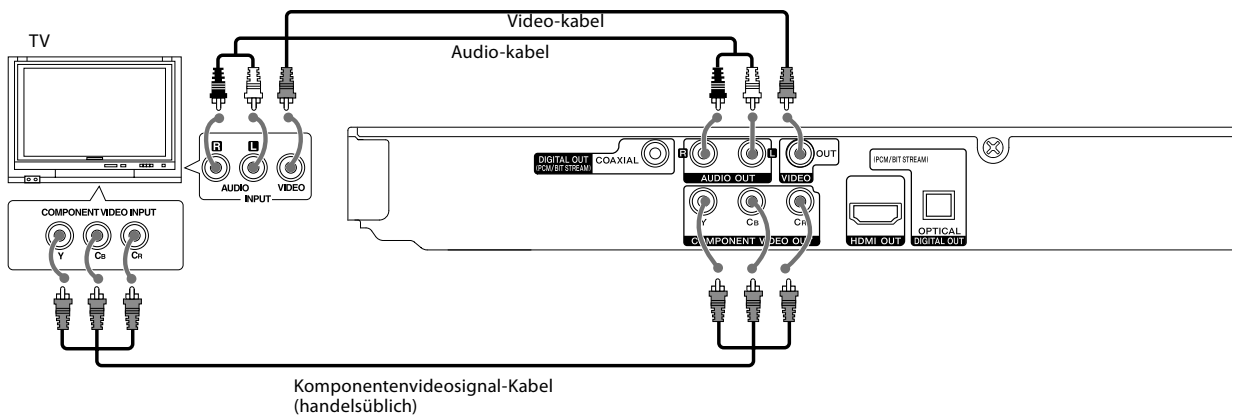 Video-kabel
TV
Audio-kabel
R L
AUDIO VIDEO
INPUT
COMPONENT VIDEO INPUT
Y CB CR
DIGITAL OUT
(PCM/BIT STREAM)
COAXIAL
R L OUT
AUDIO OUT VIDEO
Y CB CR
COMPONENT VIDEO OUT
HDMI OUT
(PCM/BIT STREAM)
OPTICAL
DIGITAL OUT
Komponentenvideosignal-Kabel
(handelsüblich)